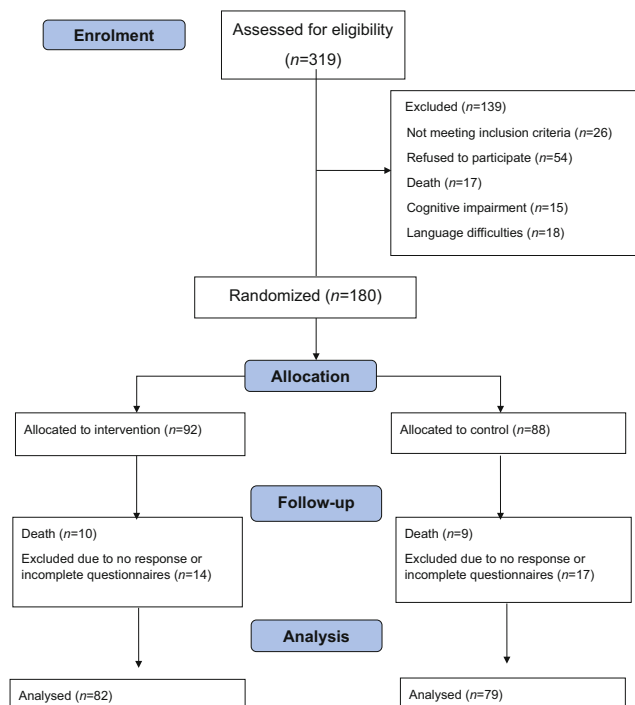 Enrolment
Assessed for eligibility
(n=319)
Excluded (n=139)
Not meeting inclusion criteria (n=26)
Refused to participate (n=54)
Death (n=17)
Cognitive impairment (n=15)
Language difficulties (n=18)
Randomized (n=180)
Allocation
Allocated to intervention (n=92)
Allocated to control (n=88)
Follow-up
Death (n=10)
Excluded due to no response or
incomplete questionnaires (n=14)
Death (n=9)
Excluded due to no response or
incomplete questionnaires (n=17)
Analysis
Analysed (n=82)
Analysed (n=79)